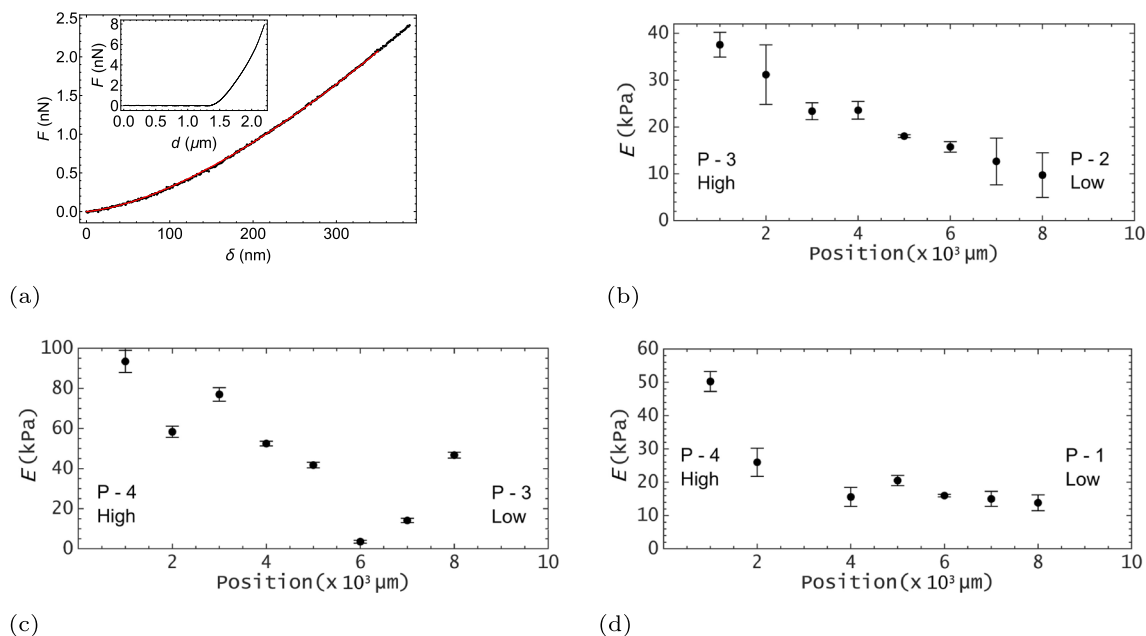 2.5
2.0
1.5
1.0
0.5
0.0
F (nN)
0
100
200
300
δ (nm)
8
6
4
2
0
F (nN)
0.0 0.5 1.0 1.5 2.0
d (μm)
(a)
40
30
20
10
0
E (kPa)
P - 3
High
P - 2
Low
2 4 6 8 10
Position(x 10³ μm)
(b)
100
80
60
40
20
0
E (kPa)
P - 4
High
P - 3
Low
2 4 6 8 10
Position(x 10³ μm)
(c)
60
50
40
30
20
10
0
E (kPa)
P - 4
High
P - 1
Low
2 4 6 8 10
Position(x 10³ μm)
(d)